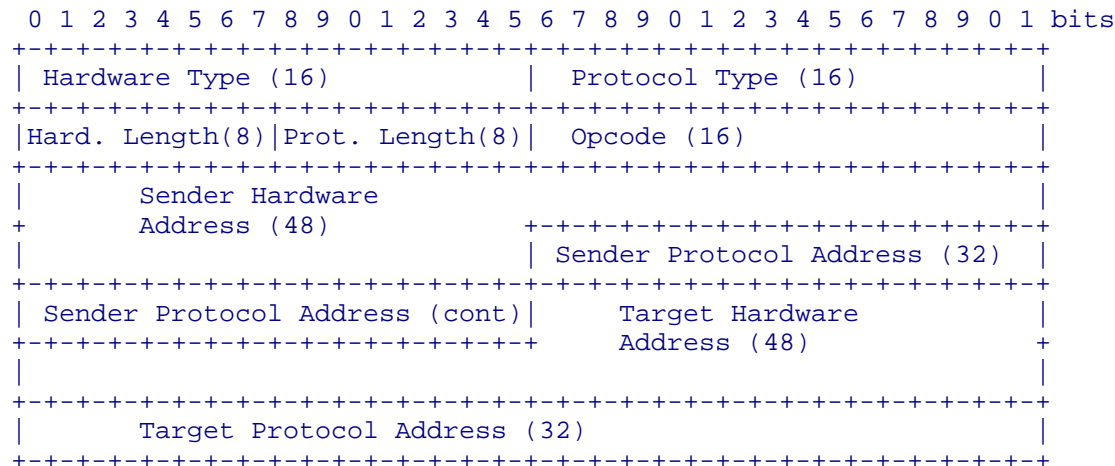 0 1 2 3 4 5 6 7 8 9 0 1 2 3 4 5 6 7 8 9 0 1 2 3 4 5 6 7 8 9 0 1 bits
+-+-+-+-+-+-+-+-+-+-+-+-+-+-+-+-+-+-+-+-+-+-+-+-+-+-+-+-+-+-+-+-+
| Hardware Type (16)            |  Protocol Type (16)           |
+-+-+-+-+-+-+-+-+-+-+-+-+-+-+-+-+-+-+-+-+-+-+-+-+-+-+-+-+-+-+-+-+
|Hard. Length(8)|Prot. Length(8)|  Opcode (16)                  |
+-+-+-+-+-+-+-+-+-+-+-+-+-+-+-+-+-+-+-+-+-+-+-+-+-+-+-+-+-+-+-+-+
|       Sender Hardware                                         |
+       Address (48)            +-+-+-+-+-+-+-+-+-+-+-+-+-+-+-+-+
|                               | Sender Protocol Address (32)  |
+-+-+-+-+-+-+-+-+-+-+-+-+-+-+-+-+-+-+-+-+-+-+-+-+-+-+-+-+-+-+-+-+
| Sender Protocol Address (cont)|     Target Hardware           |
+-+-+-+-+-+-+-+-+-+-+-+-+-+-+-+-+     Address (48)              +
|                                                               |
+-+-+-+-+-+-+-+-+-+-+-+-+-+-+-+-+-+-+-+-+-+-+-+-+-+-+-+-+-+-+-+-+
|       Target Protocol Address (32)                            |
+-+-+-+-+-+-+-+-+-+-+-+-+-+-+-+-+-+-+-+-+-+-+-+-+-+-+-+-+-+-+-+-+